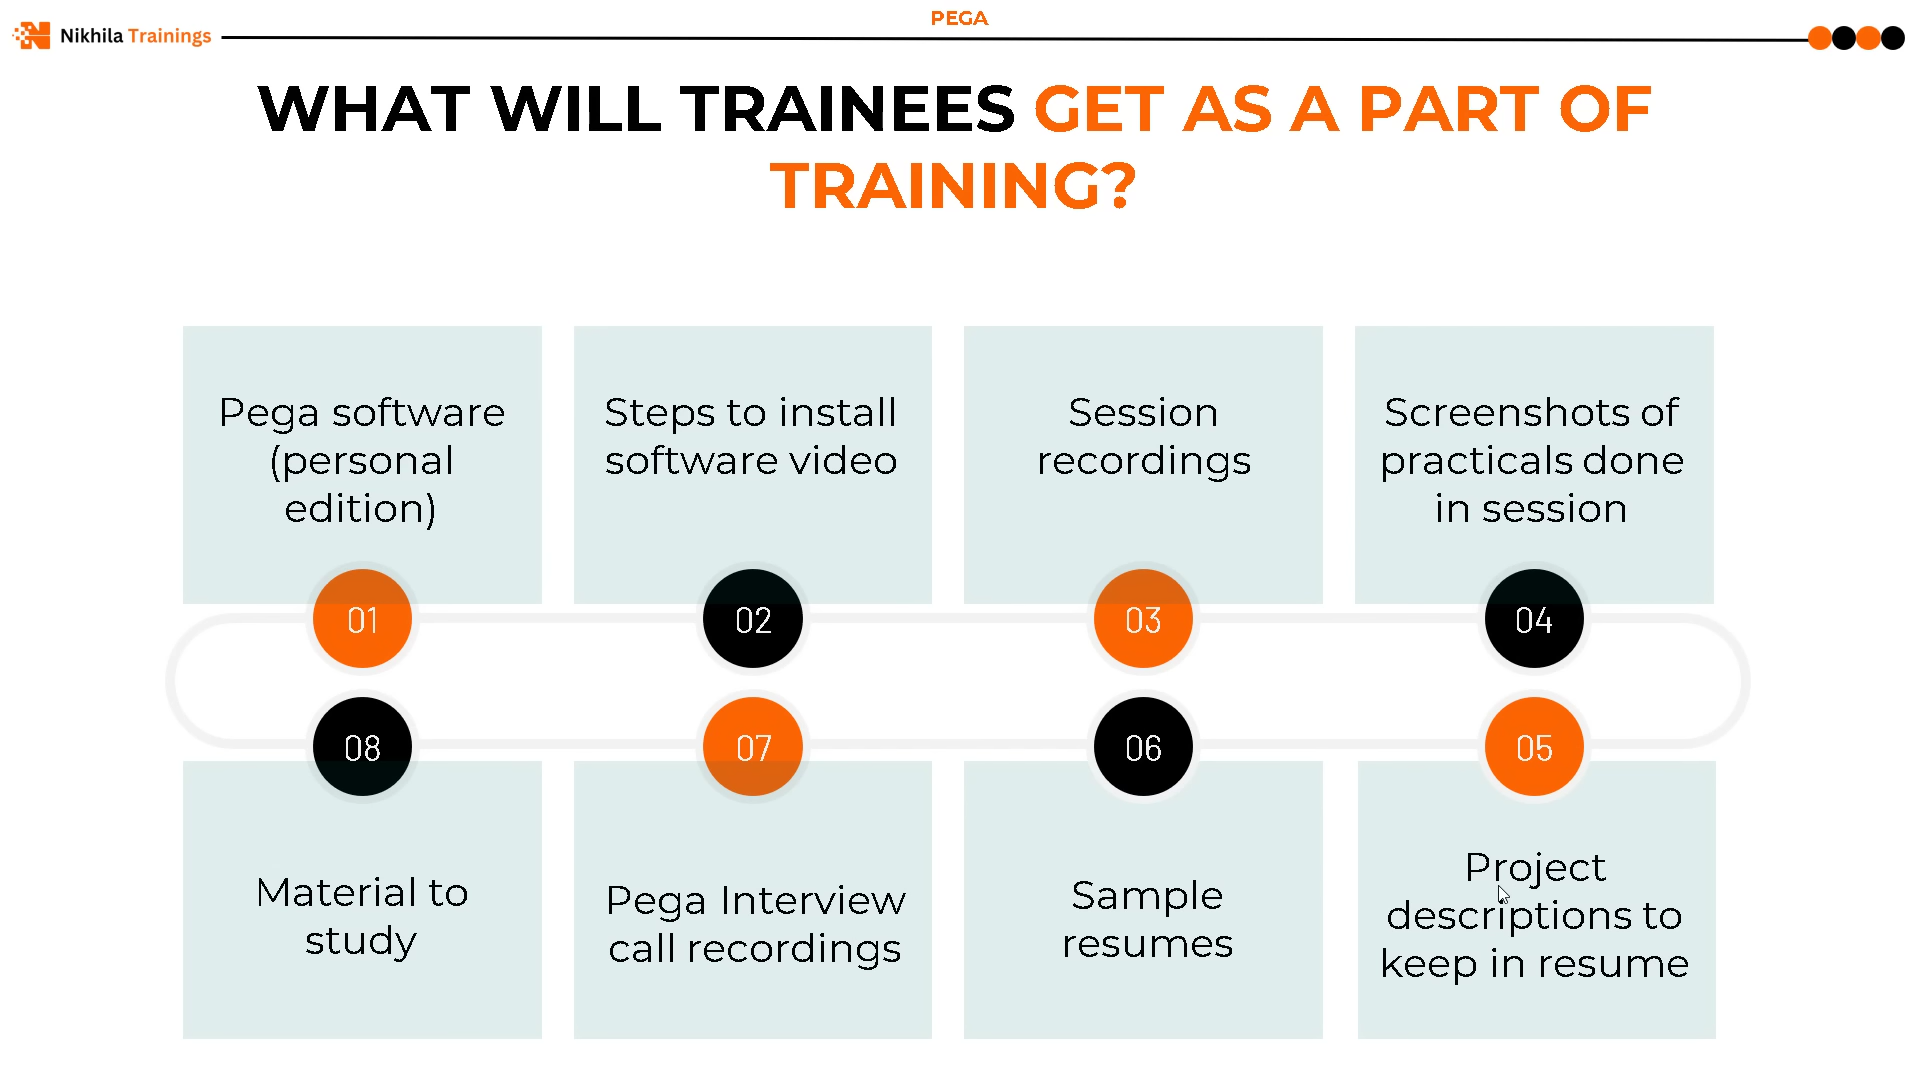 PEGA
Nikhila Trainings
WHAT WILL TRAINEES GET AS A PART OF
TRAINING?
Pega software
(personal
edition)
01
Steps to install
software video
02
Session
recordings
03
Screenshots of
practicals done
in session
04
05
Project
descriptions to
keep in resume
06
Sample
resumes
07
Pega Interview
call recordings
08
Material to
study